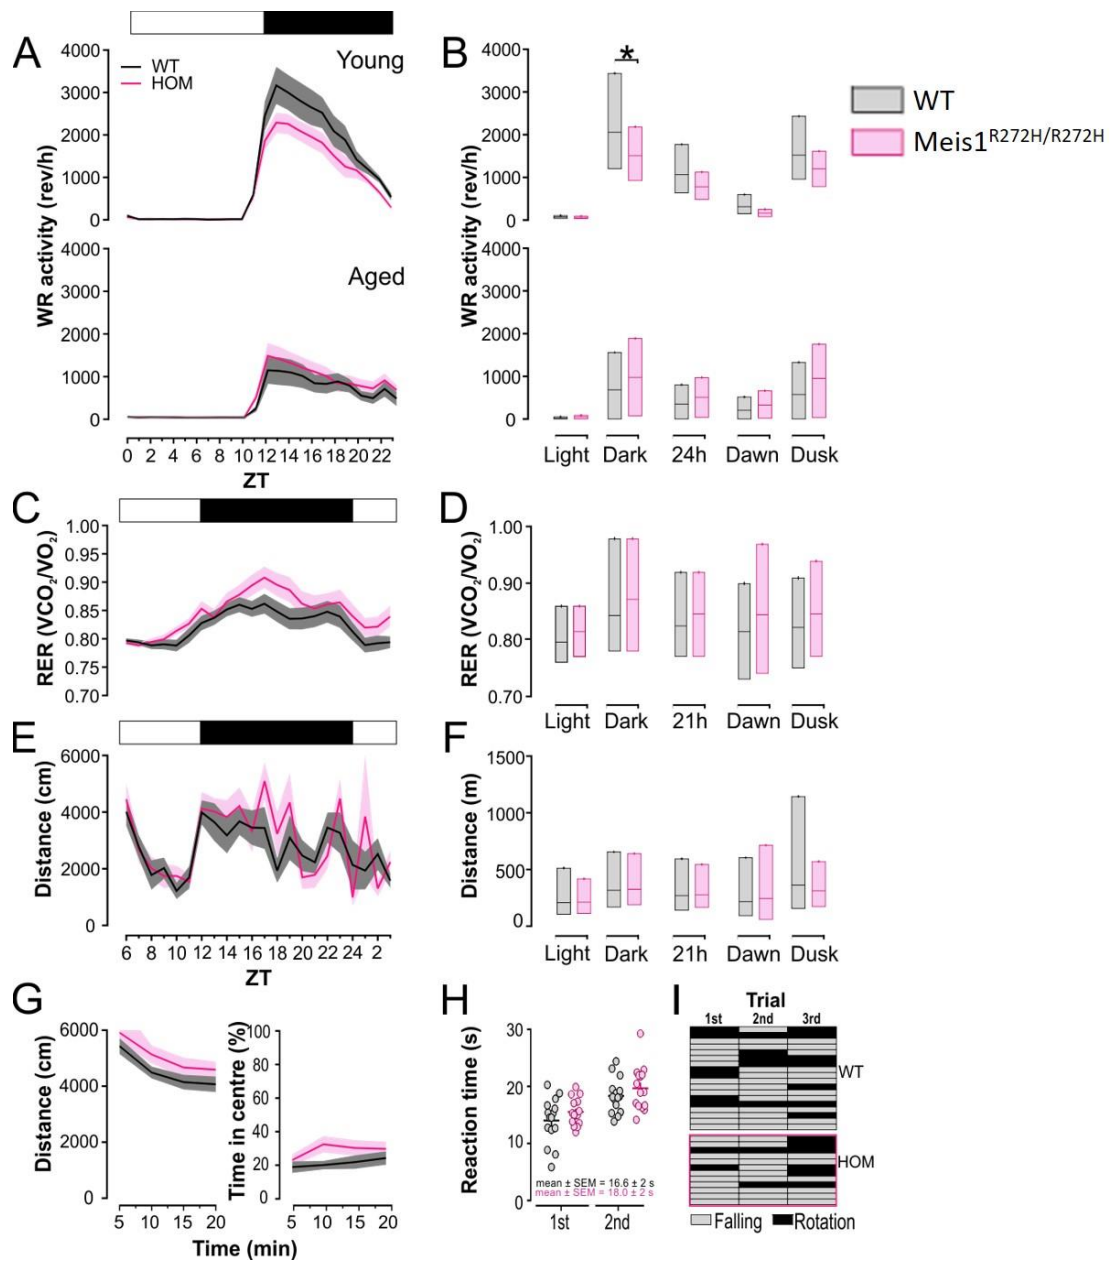 A
4000
3000
2000
1000
0
WT
HOM
Young
4000
3000
2000
1000
0
Aged
WR activity (rev/h)
0 2 4 6 8 10 12 14 16 18 20 22
ZT
B
4000
3000
2000
1000
0
*
WT
Meis1R272H/R272H
4000
3000
2000
1000
0
WR activity (rev/h)
Light Dark 24h Dawn Dusk
C
1.00
0.95
0.90
0.85
0.80
0.75
0.70
RER (VCO2/VO2)
D
1.00
0.90
0.80
0.70
RER (VCO2/VO2)
Light Dark 21h Dawn Dusk
E
6000
4000
2000
0
Distance (cm)
6 8 10 12 14 16 18 20 22 24 2
ZT
F
1500
1000
500
0
Distance (m)
Light Dark 21h Dawn Dusk
G
6000
4000
2000
0
Distance (cm)
5 10 15 20
100
80
60
40
20
0
Time in centre (%)
5 10 15 20
Time (min)
H
30
20
10
0
Reaction time (s)
mean ± SEM = 16.6 ± 2 s
mean ± SEM = 18.0 ± 2 s
1st 2nd
I
Trial
1st 2nd 3rd
WT
HOM
Falling Rotation